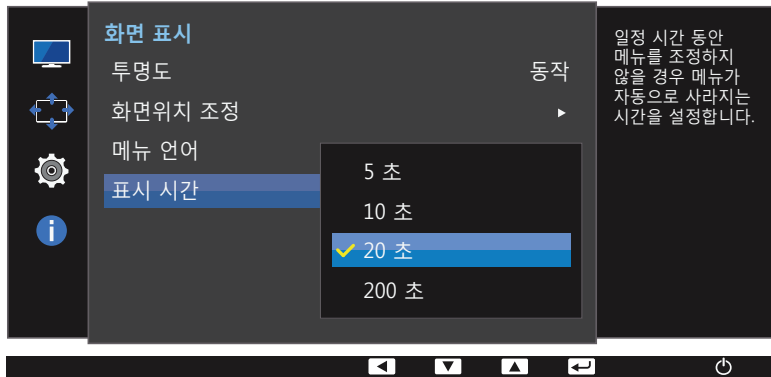 화면 표시
투명도 동작
화면위치 조정
메뉴 언어
표시 시간
5 초
10 초
20 초
200 초
일정 시간 동안
메뉴를 조정하지
않을 경우 메뉴가
자동으로 사라지는
시간을 설정합니다.